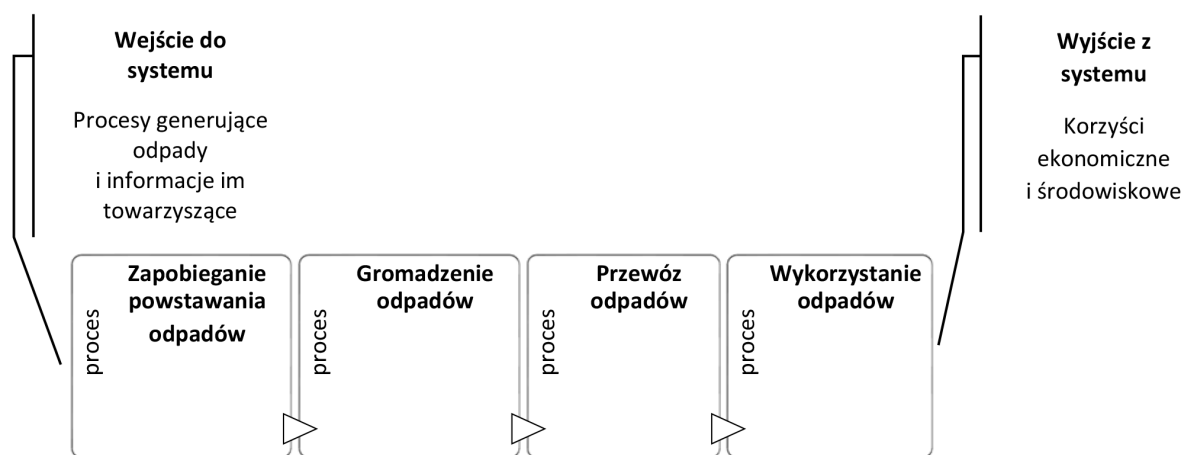 Wejście do
systemu
Procesy generujące
odpady
i informacje im
towarzyszące
Wyjście z
systemu
Korzyści
ekonomiczne
i środowiskowe
proces
Zapobieganie
powstawania
odpadów
proces
Gromadzenie
odpadów
proces
Przewóz
odpadów
proces
Wykorzystanie
odpadów